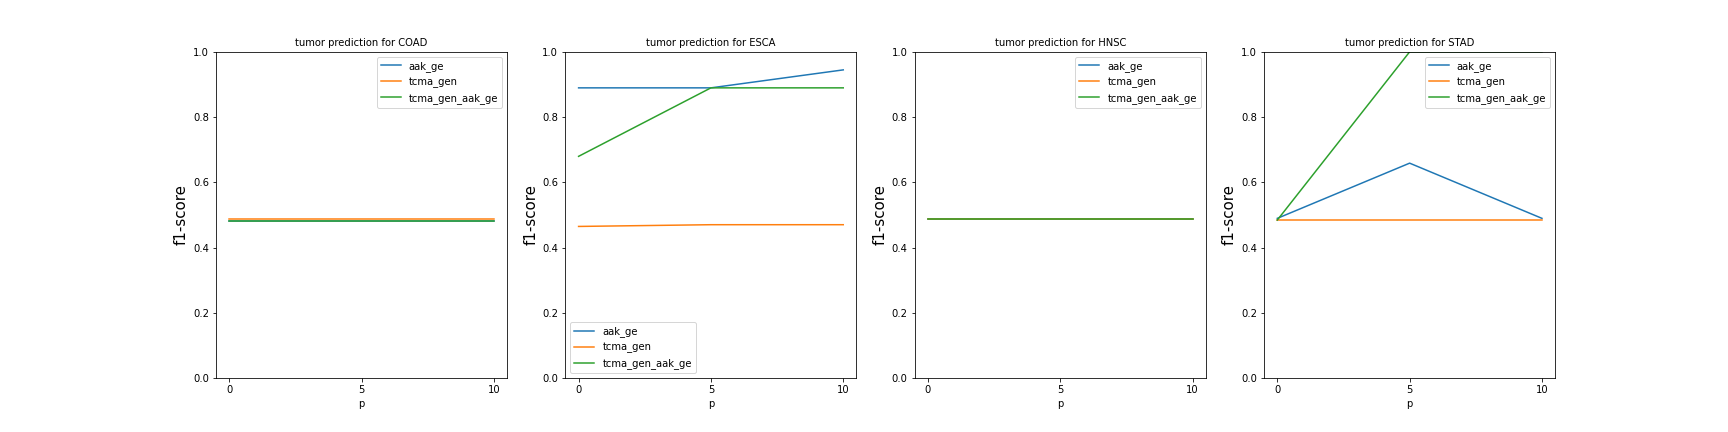 tumor prediction for COAD
1.0
0.8
0.6
0.4
0.2
0.0
f1-score
aak_ge
tcma_gen
tcma_gen_aak_ge
0 5 10
p
tumor prediction for ESCA
1.0
0.8
0.6
0.4
0.2
0.0
f1-score
aak_ge
tcma_gen
tcma_gen_aak_ge
0 5 10
p
tumor prediction for HNSC
1.0
0.8
0.6
0.4
0.2
0.0
f1-score
aak_ge
tcma_gen
tcma_gen_aak_ge
0 5 10
p
tumor prediction for STAD
1.0
0.8
0.6
0.4
0.2
0.0
f1-score
aak_ge
tcma_gen
tcma_gen_aak_ge
0 5 10
p